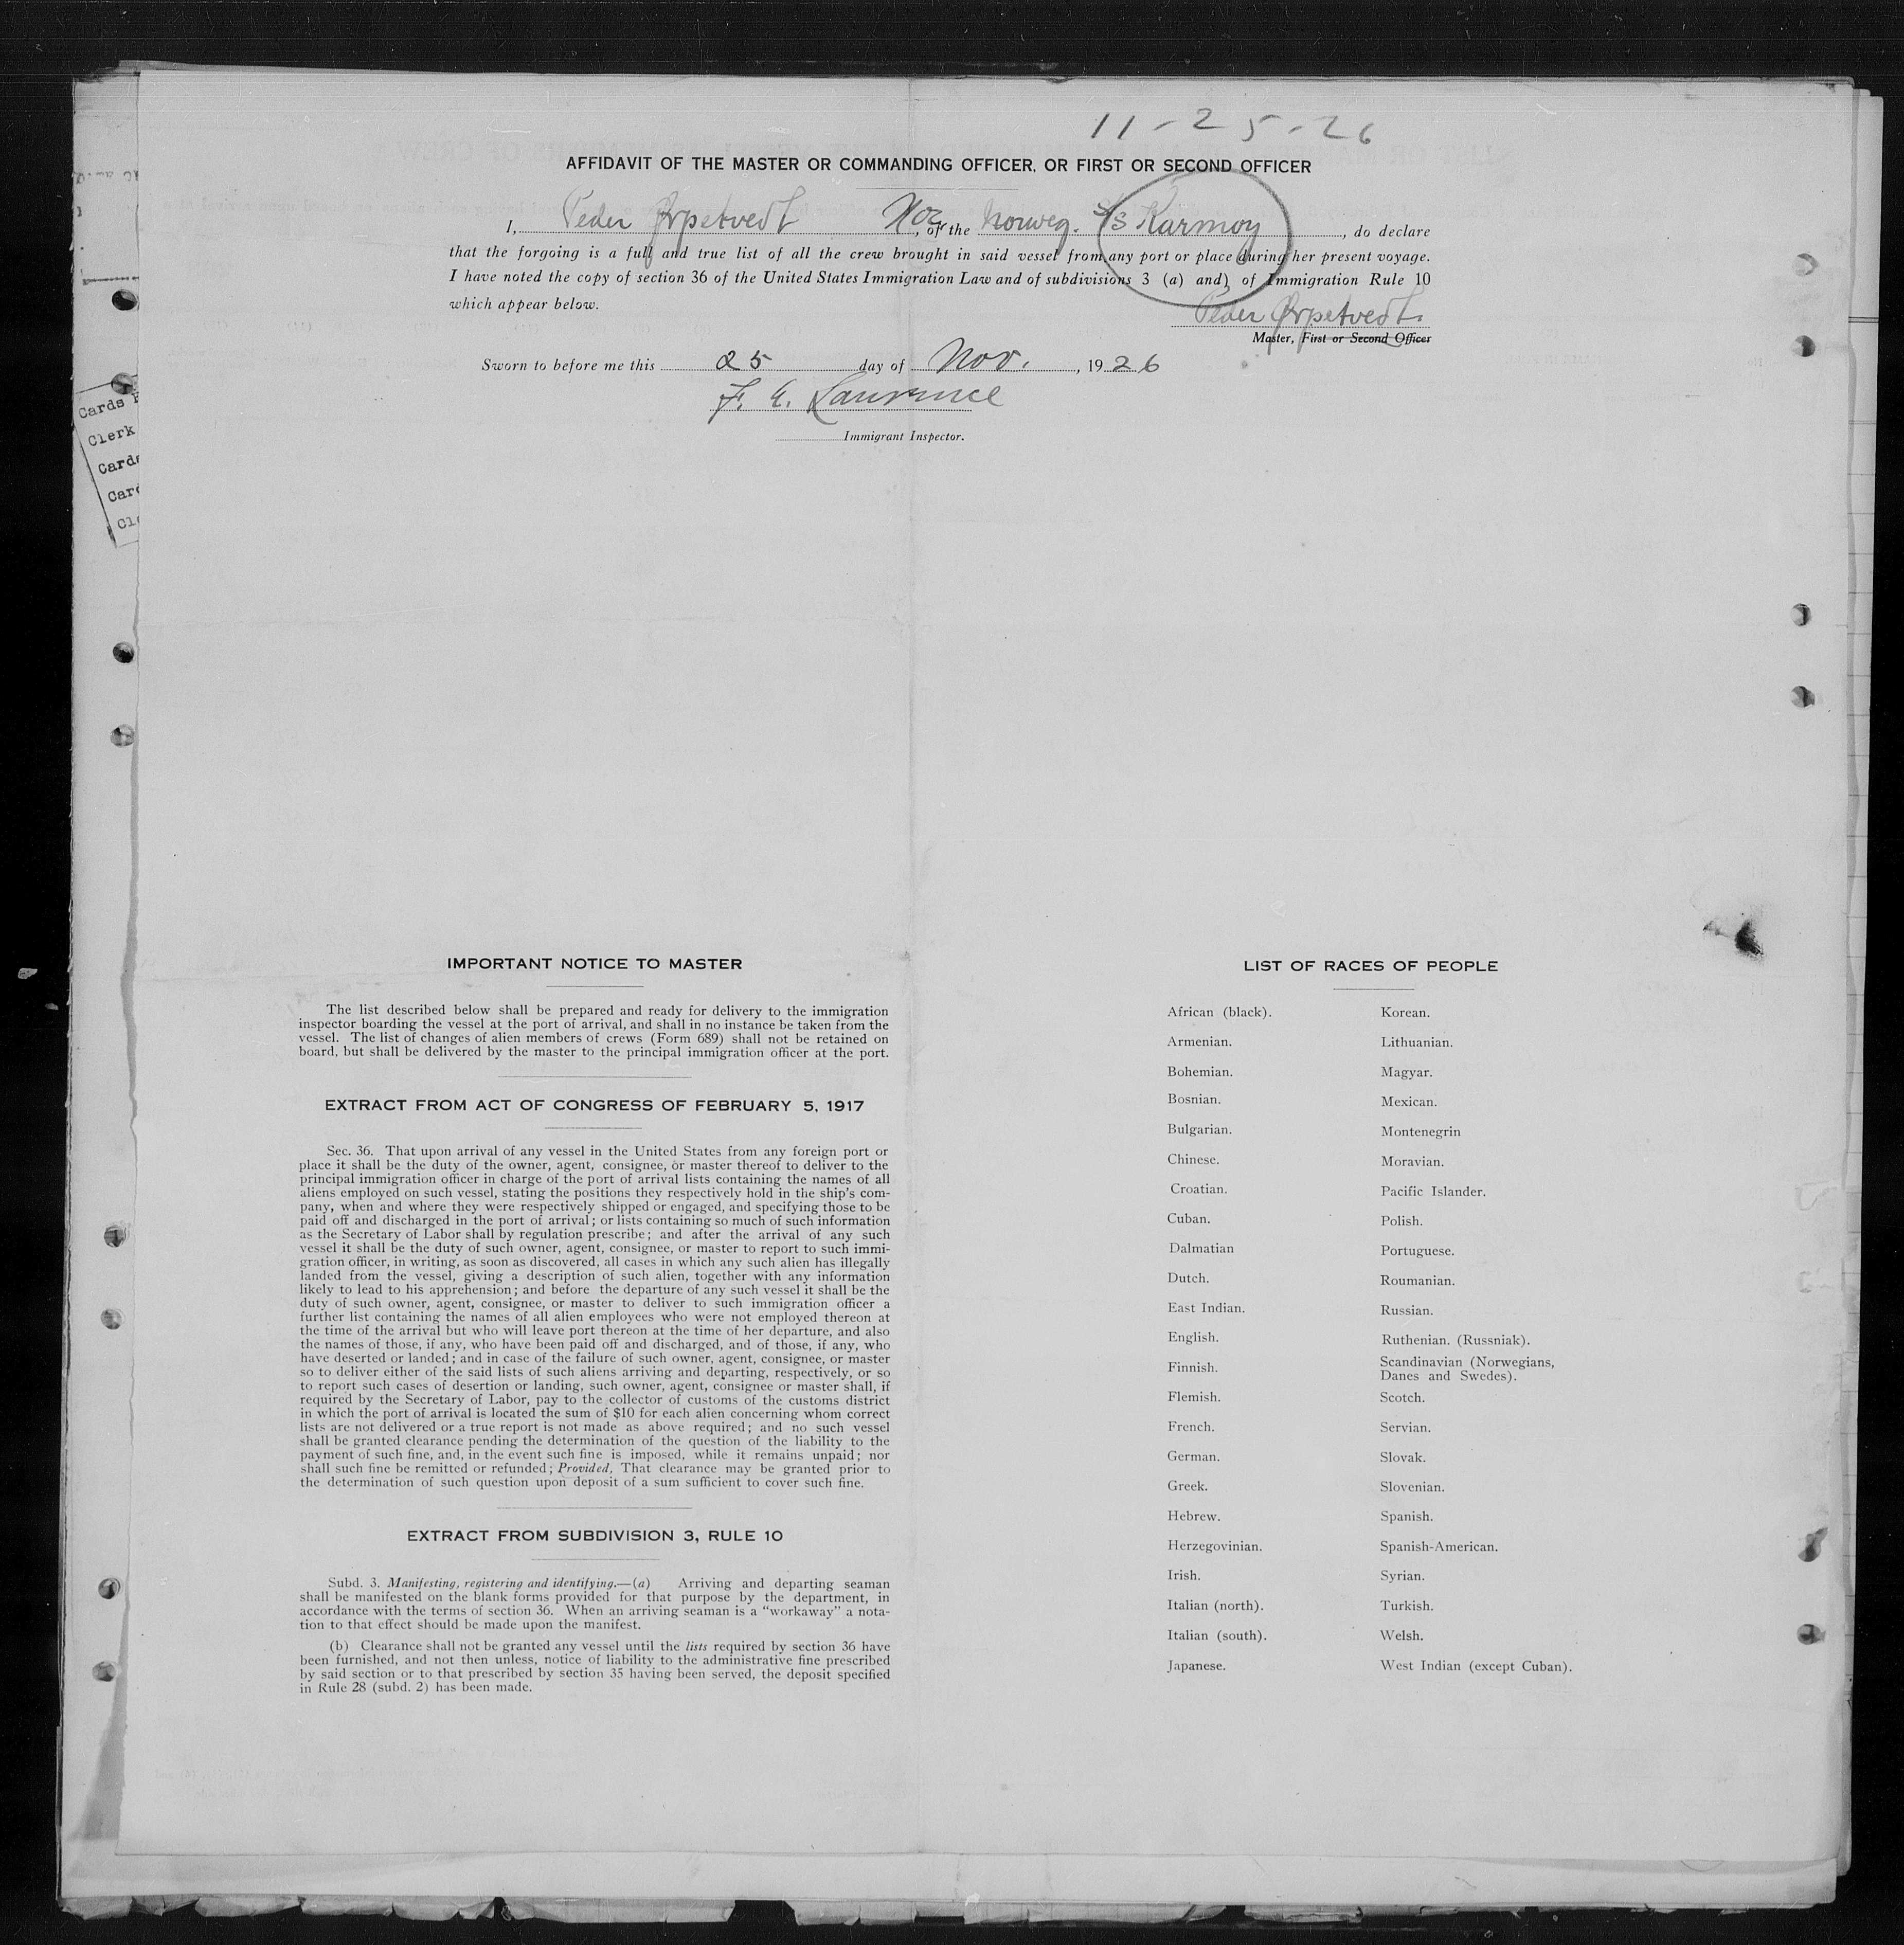 11-25-26
AFFIDAVIT OF THE MASTER OR COMMANDING OFFICER, OR FIRST OR SECOND OFFICER
I, Peder Ørpetvedt Nor, of the Norweg. S/S Karmoy, do declare
that the forgoing is a full and true list of all the crew brought in said vessel from any port or place during her present voyage.
I have noted the copy of section 36 of the United States Immigration Law and of subdivisions 3 (a) and) of Immigration Rule 10
which appear below.
Peder Ørpetvedt.
Master, First or Second Officer
Sworn to before me this 25 day of Nov., 1926
F. E. Lawrence
Immigrant Inspector.
Cards
Clerk
Cards
Card
Cl
IMPORTANT NOTICE TO MASTER
The list described below shall be prepared and ready for delivery to the immigration
inspector boarding the vessel at the port of arrival, and shall in no instance be taken from the
vessel. The list of changes of alien members of crews (Form 689) shall not be retained on
board, but shall be delivered by the master to the principal immigration officer at the port.
EXTRACT FROM ACT OF CONGRESS OF FEBRUARY 5, 1917
Sec. 36. That upon arrival of any vessel in the United States from any foreign port or
place it shall be the duty of the owner, agent, consignee, or master thereof to deliver to the
principal immigration officer in charge of the port of arrival lists containing the names of all
aliens employed on such vessel, stating the positions they respectively hold in the ship's com-
pany, when and where they were respectively shipped or engaged, and specifying those to be
paid off and discharged in the port of arrival; or lists containing so much of such information
as the Secretary of Labor shall by regulation prescribe; and after the arrival of any such
vessel it shall be the duty of such owner, agent, consignee, or master to report to such immi-
gration officer, in writing, as soon as discovered, all cases in which any such alien has illegally
landed from the vessel, giving a description of such alien, together with any information
likely to lead to his apprehension; and before the departure of any such vessel it shall be the
duty of such owner, agent, consignee, or master to deliver to such immigration officer a
further list containing the names of all alien employees who were not employed thereon at
the time of the arrival but who will leave port thereon at the time of her departure, and also
the names of those, if any, who have been paid off and discharged, and of those, if any, who
have deserted or landed; and in case of the failure of such owner, agent, consignee, or master
so to deliver either of the said lists of such aliens arriving and departing, respectively, or so
to report such cases of desertion or landing, such owner, agent, consignee or master shall, if
required by the Secretary of Labor, pay to the collector of customs of the customs district
in which the port of arrival is located the sum of $10 for each alien concerning whom correct
lists are not delivered or a true report is not made as above required; and no such vessel
shall be granted clearance pending the determination of the question of the liability to the
payment of such fine, and, in the event such fine is imposed, while it remains unpaid; nor
shall such fine be remitted or refunded; Provided, That clearance may be granted prior to
the determination of such question upon deposit of a sum sufficient to cover such fine.
EXTRACT FROM SUBDIVISION 3, RULE 10
Subd. 3. Manifesting, registering and identifying.—(a) Arriving and departing seaman
shall be manifested on the blank forms provided for that purpose by the department, in
accordance with the terms of section 36. When an arriving seaman is a "workaway" a nota-
tion to that effect should be made upon the manifest.
(b) Clearance shall not be granted any vessel until the lists required by section 36 have
been furnished, and not then unless, notice of liability to the administrative fine prescribed
by said section or to that prescribed by section 35 having been served, the deposit specified
in Rule 28 (subd. 2) has been made.
LIST OF RACES OF PEOPLE
African (black).
Armenian.
Bohemian.
Bosnian.
Bulgarian.
Chinese.
Croatian.
Cuban.
Dalmatian
Dutch.
East Indian.
English.
Finnish.
Flemish.
French.
German.
Greek.
Hebrew.
Herzegovinian.
Irish.
Italian (north).
Italian (south).
Japanese.
Korean.
Lithuanian.
Magyar.
Mexican.
Montenegrin
Moravian.
Pacific Islander.
Polish.
Portuguese.
Roumanian.
Russian.
Ruthenian. (Russniak).
Scandinavian (Norwegians,
Danes and Swedes).
Scotch.
Servian.
Slovak.
Slovenian.
Spanish.
Spanish-American.
Syrian.
Turkish.
Welsh.
West Indian (except Cuban).